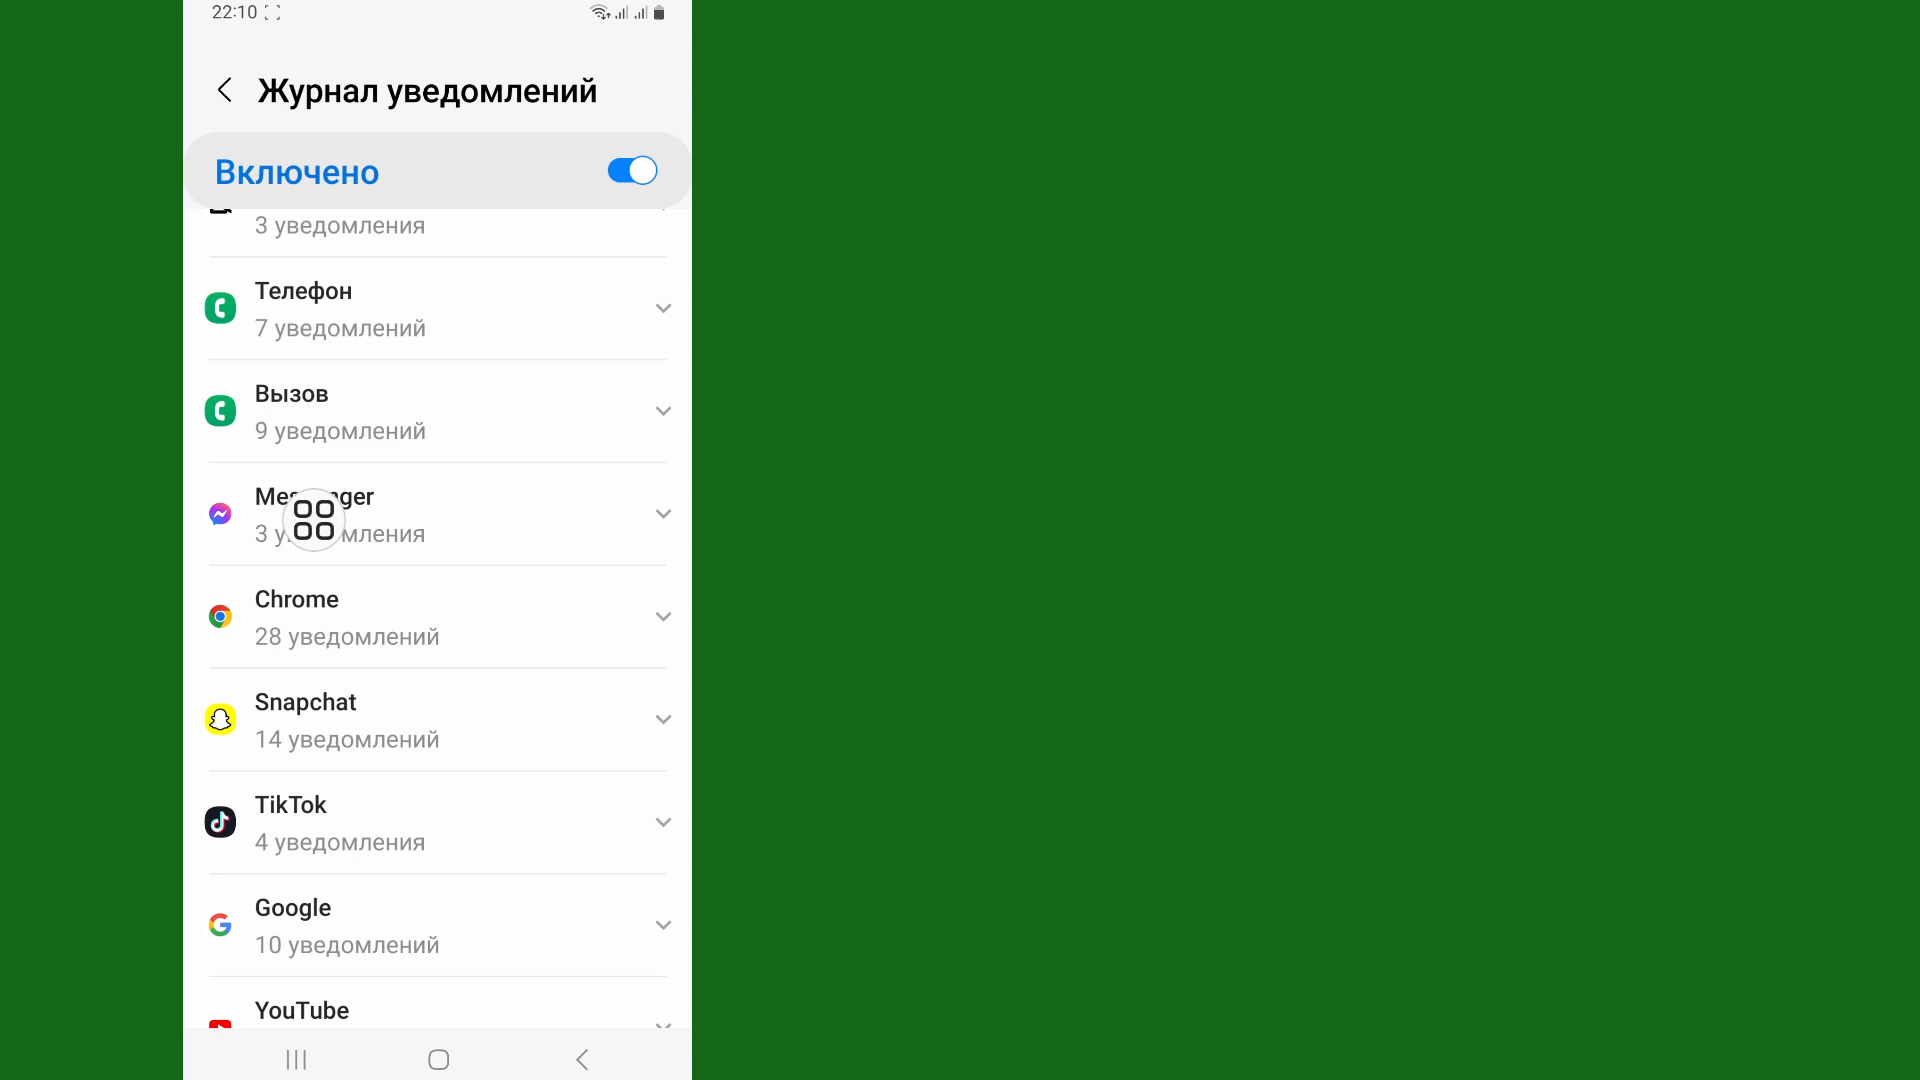 22:10
Журнал уведомлений
Включено
3 уведомления
Телефон
7 уведомлений
Вызов
9 уведомлений
Chrome
28 уведомлений
Snapchat
14 уведомлений
TikTok
4 уведомления
Google
10 уведомлений
YouTube